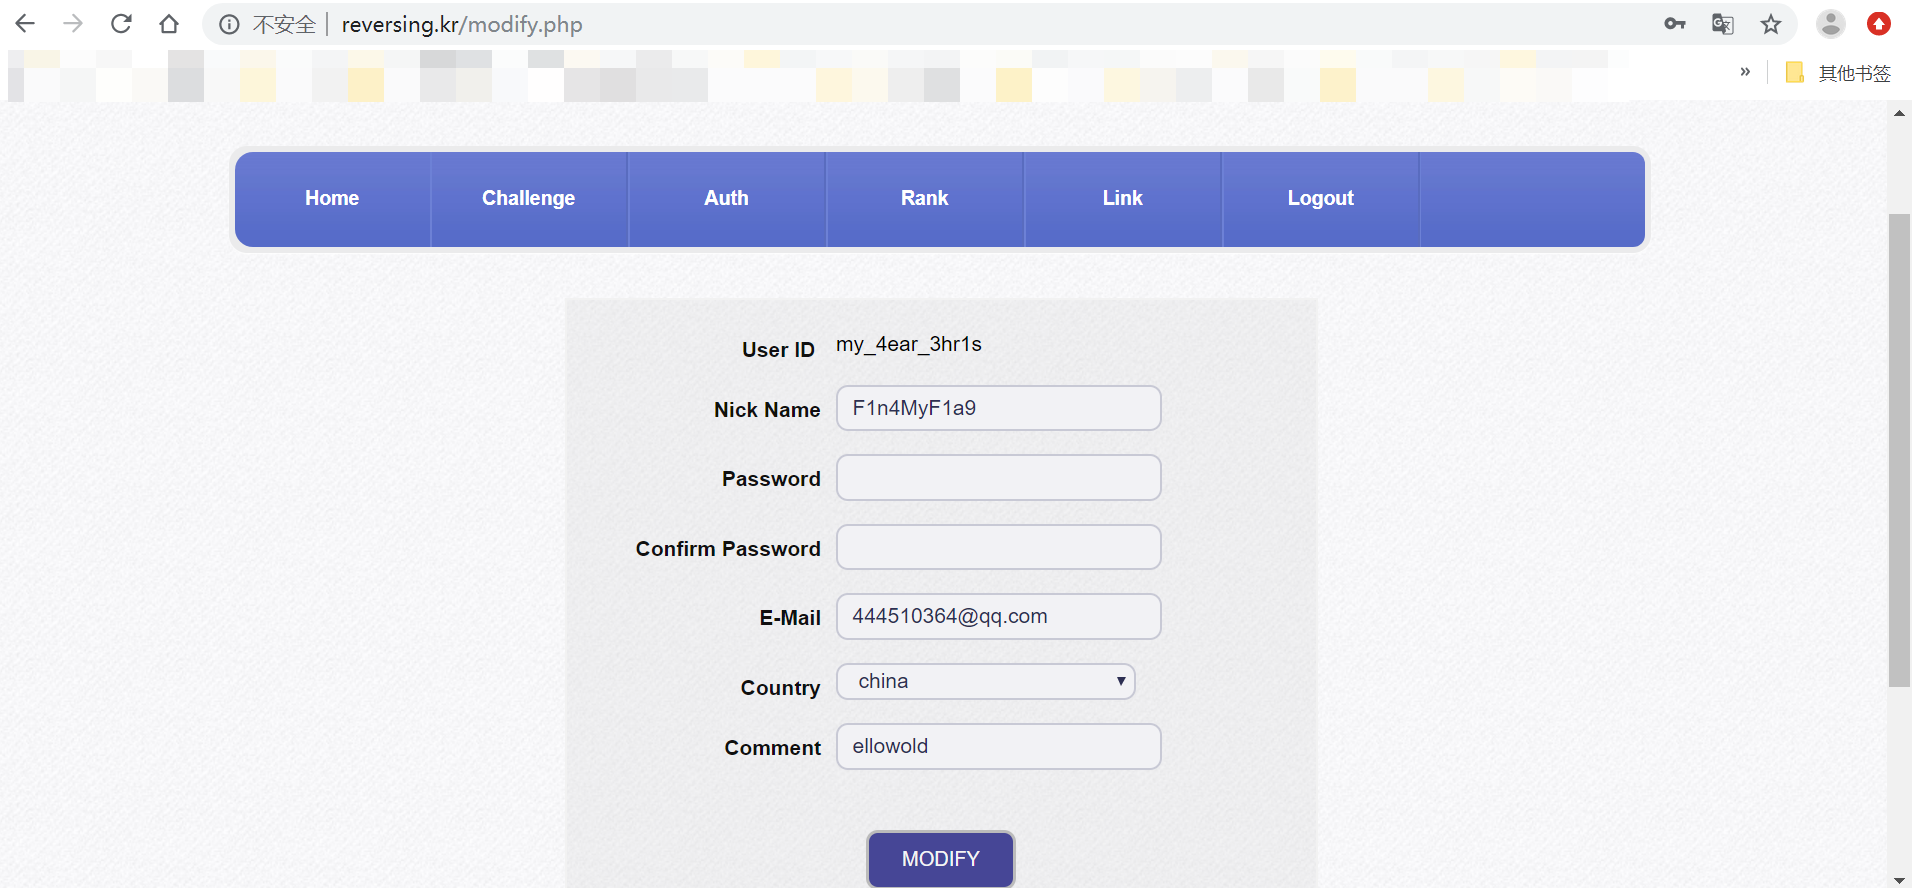 不安全 reversing.kr/modify.php
» 其他书签
Home Challenge Auth Rank Link Logout
User ID my_4ear_3hr1s
Nick Name F1n4MyF1a9
Password
Confirm Password
E-Mail 444510364@qq.com
Country china
Comment ellowold
MODIFY